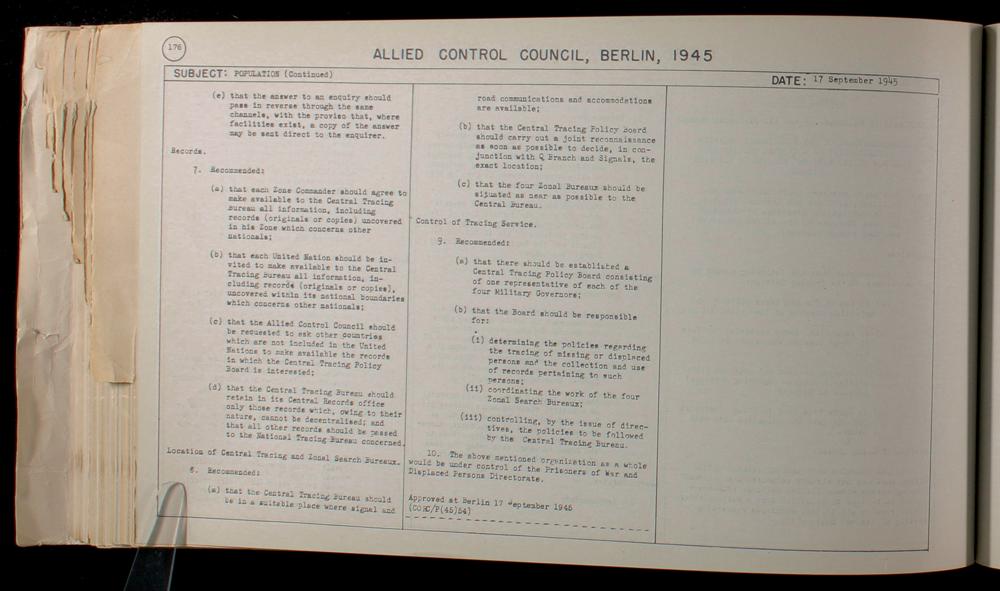 176
ALLIED CONTROL COUNCIL, BERLIN, 1945
SUBJECT: POPULATION (Continued)
DATE: 17 September 1945
(e) that the answer to an enquiry should
pass in reverse through the same
channels, with the proviso that, where
facilities exist, a copy of the answer
may be sent direct to the enquirer.
Records.
7. Recommended:
(a) that each Zone Commander should agree to
make available to the Central Tracing
Bureau all information, including
records (originals or copies) uncovered
in his Zone which concerns other
nationals;
(b) that each United Nation should be in-
vited to make available to the Central
Tracing Bureau all information, in-
cluding records (originals or copies),
uncovered within its national boundaries
which concerns other nationals;
(c) that the Allied Control Council should
be requested to ask other countries
which are not included in the United
Nations to make available the records
in which the Central Tracing Policy
Board is interested;
(d) that the Central Tracing Bureau should
retain in its Central Records office
only those records which, owing to their
nature, cannot be decentralised; and
that all other records should be passed
to the National Tracing Bureau concerned.
Location of Central Tracing and Zonal Search Bureaux.
8. Recommended:
(a) that the Central Tracing Bureau should
be in a suitable place where signal and
road communications and accommodations
are available;
(b) that the Central Tracing Policy Board
should carry out a joint reconnaissance
as soon as possible to decide, in con-
junction with Q Branch and Signals, the
exact location;
(c) that the four Zonal Bureaux should be
situated as near as possible to the
Central Bureau.
Control of Tracing Service.
9. Recommended:
(a) that there should be established a
Central Tracing Policy Board consisting
of one representative of each of the
four Military Governors;
(b) that the Board should be responsible
for:
(i) determining the policies regarding
the tracing of missing or displaced
persons and the collection and use
of records pertaining to such
persons;
(ii) coordinating the work of the four
Zonal Search Bureaux;
(iii) controlling, by the issue of direc-
tives, the policies to be followed
by the Central Tracing Bureau.
10. The above mentioned organization as a whole
would be under control of the Prisoners of War and
Displaced Persons Directorate.
Approved at Berlin 17 September 1945
(CORC/P(45)54)